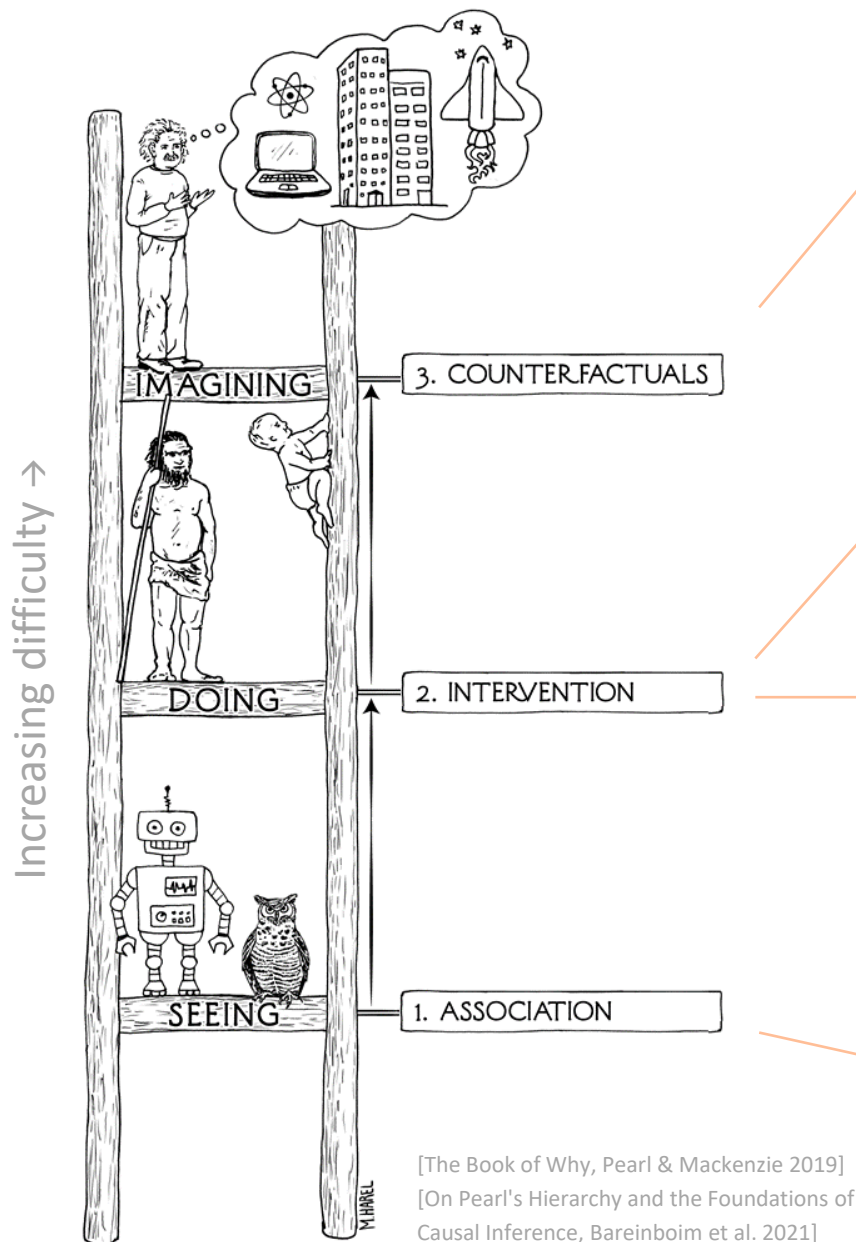 IMAGINING
3. COUNTERFACTUALS
Increasing difficulty →
DOING
2. INTERVENTION
SEEING
1. ASSOCIATION
M.HAREL
[The Book of Why, Pearl & Mackenzie 2019]
[On Pearl's Hierarchy and the Foundations of
Causal Inference, Bareinboim et al. 2021]